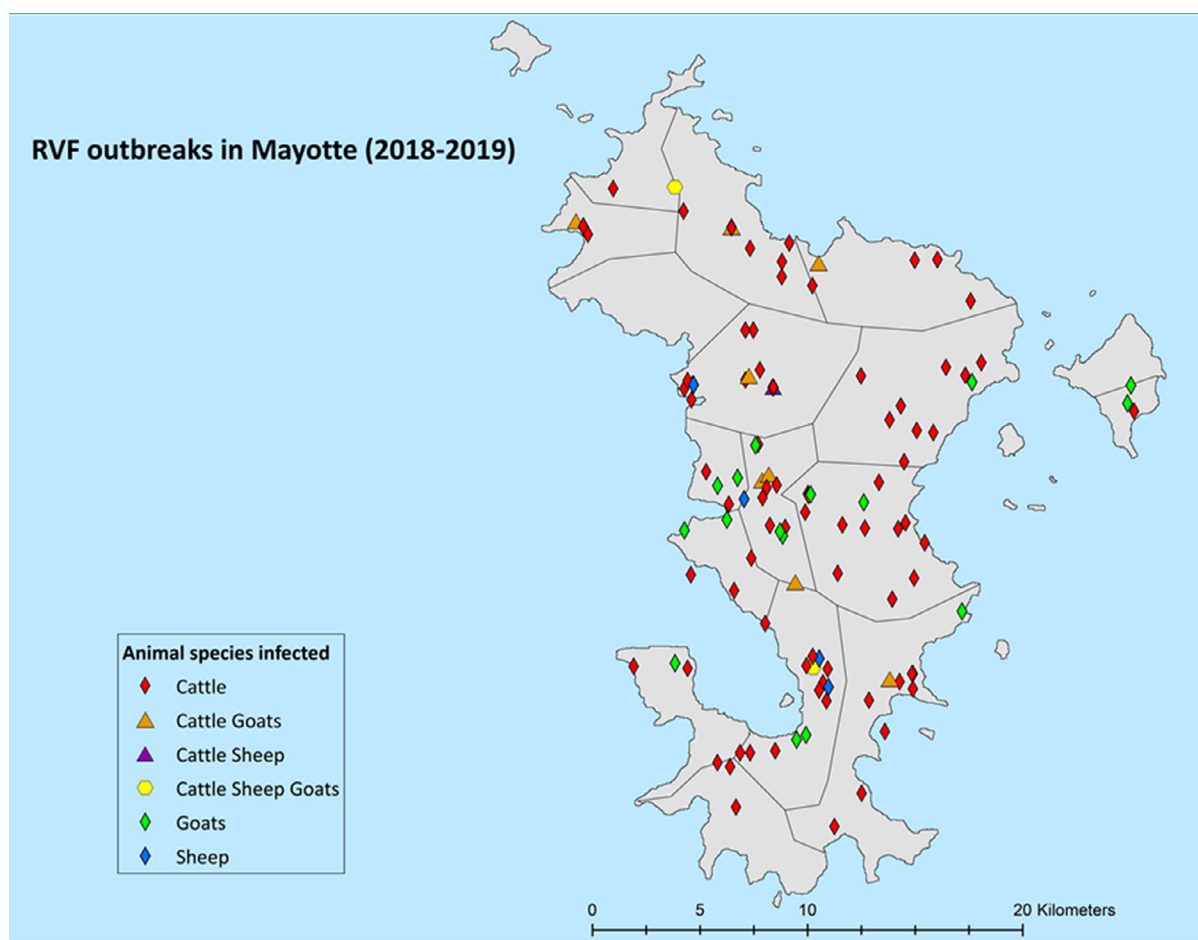 RVF outbreaks in Mayotte (2018-2019)
Animal species infected
Cattle
Cattle Goats
Cattle Sheep
Cattle Sheep Goats
Goats
Sheep
0 5 10 20 Kilometers